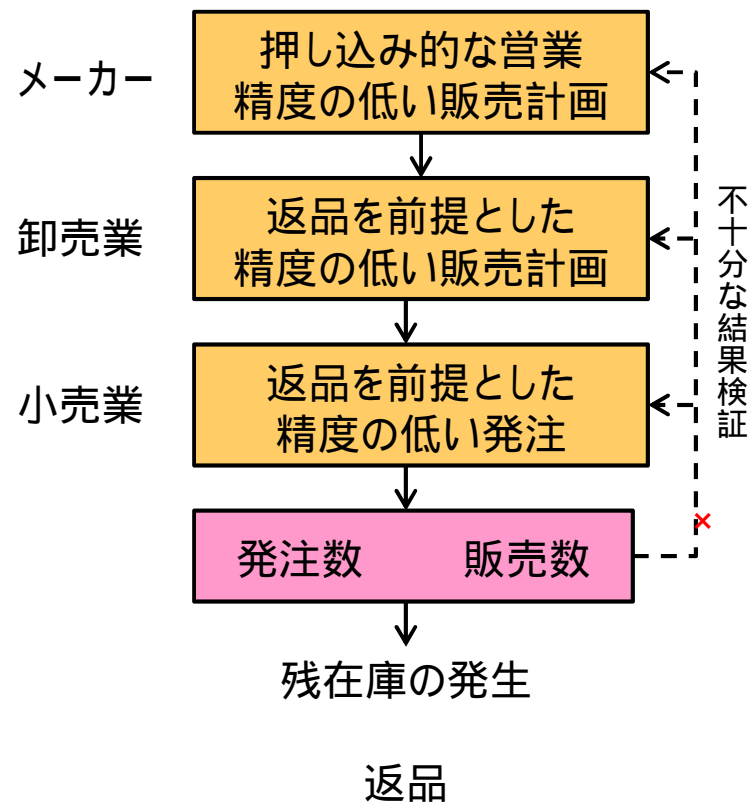 メーカー
押し込み的な営業
精度の低い販売計画
卸売業
返品を前提とした
精度の低い販売計画
小売業
返品を前提とした
精度の低い発注
発注数 販売数
不十分な結果検証
×
残在庫の発生
返品